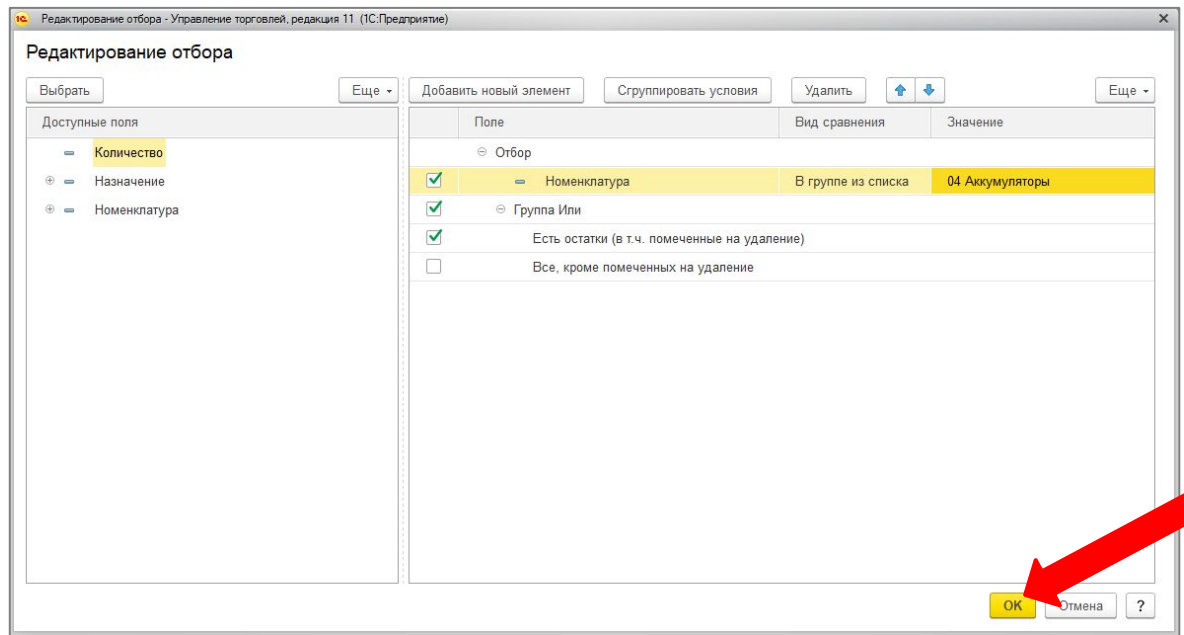 Редактирование отбора - Управление торговлей, редакция 11 (1С:Предприятие)
Редактирование отбора
Выбрать Еще Добавить новый элемент Сгруппировать условия Удалить Еще
Доступные поля Поле Вид сравнения Значение
Количество Отбор
Назначение Номенклатура В группе из списка 04 Аккумуляторы
Номенклатура Группа Или
Есть остатки (в т.ч. помеченные на удаление)
Все, кроме помеченных на удаление
ОК Отмена ?